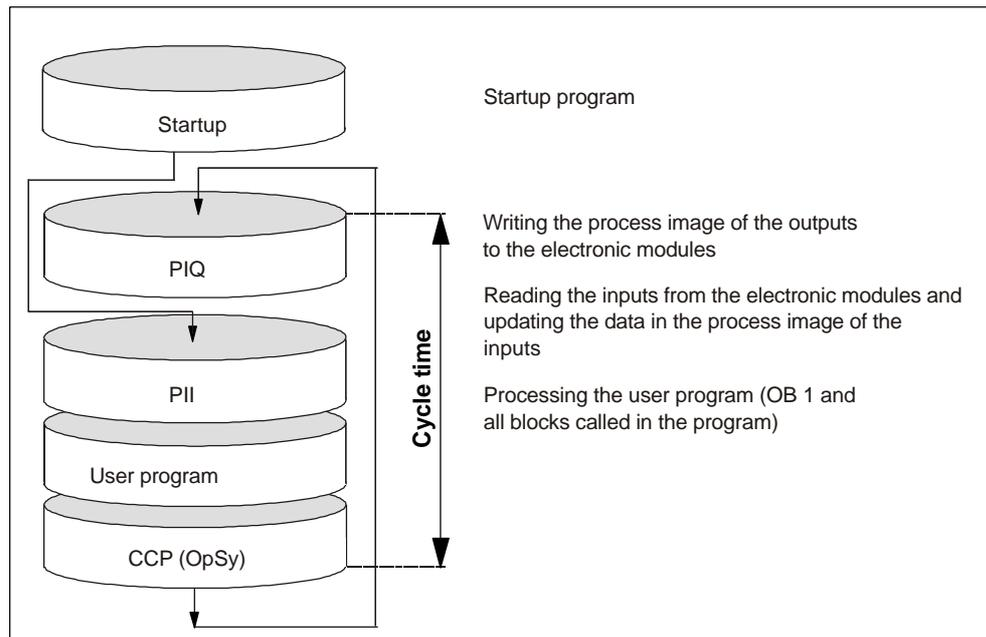 Startup
Startup program
PIQ
Writing the process image of the outputs
to the electronic modules
Reading the inputs from the electronic modules and
updating the data in the process image of the
inputs
PII
Processing the user program (OB 1 and
all blocks called in the program)
User program
CCP (OpSy)
Cycle time